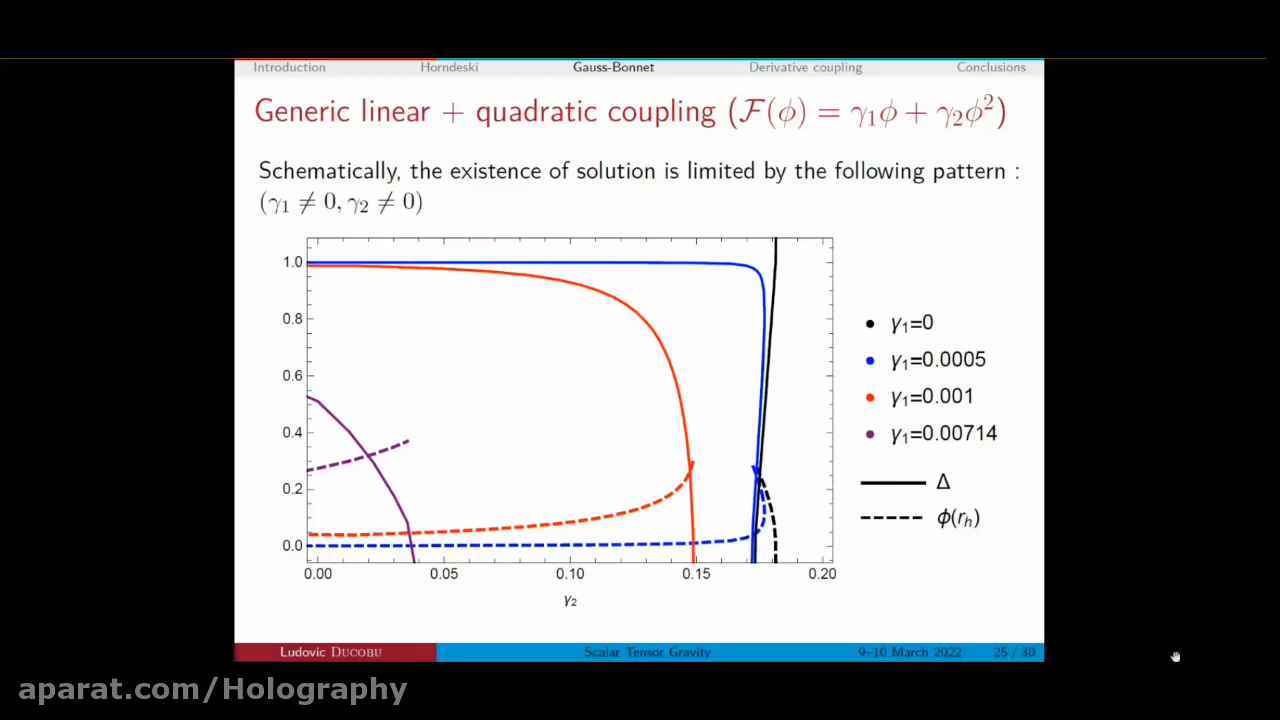 Introduction Horndeski Gauss-Bonnet Derivative coupling Conclusions
Generic linear + quadratic coupling (ℱ(ϕ) = γ₁ϕ + γ₂ϕ²)
Schematically, the existence of solution is limited by the following pattern :
(γ₁ ≠ 0, γ₂ ≠ 0)
1.0
0.8
0.6
0.4
0.2
0.0
0.00 0.05 0.10 0.15 0.20
γ₂
γ₁=0
γ₁=0.0005
γ₁=0.001
γ₁=0.00714
Δ
ϕ(rₕ)
Ludovic Ducobu Scalar Tensor Gravity 9–10 March 2022 25 / 30
aparat.com/Holography